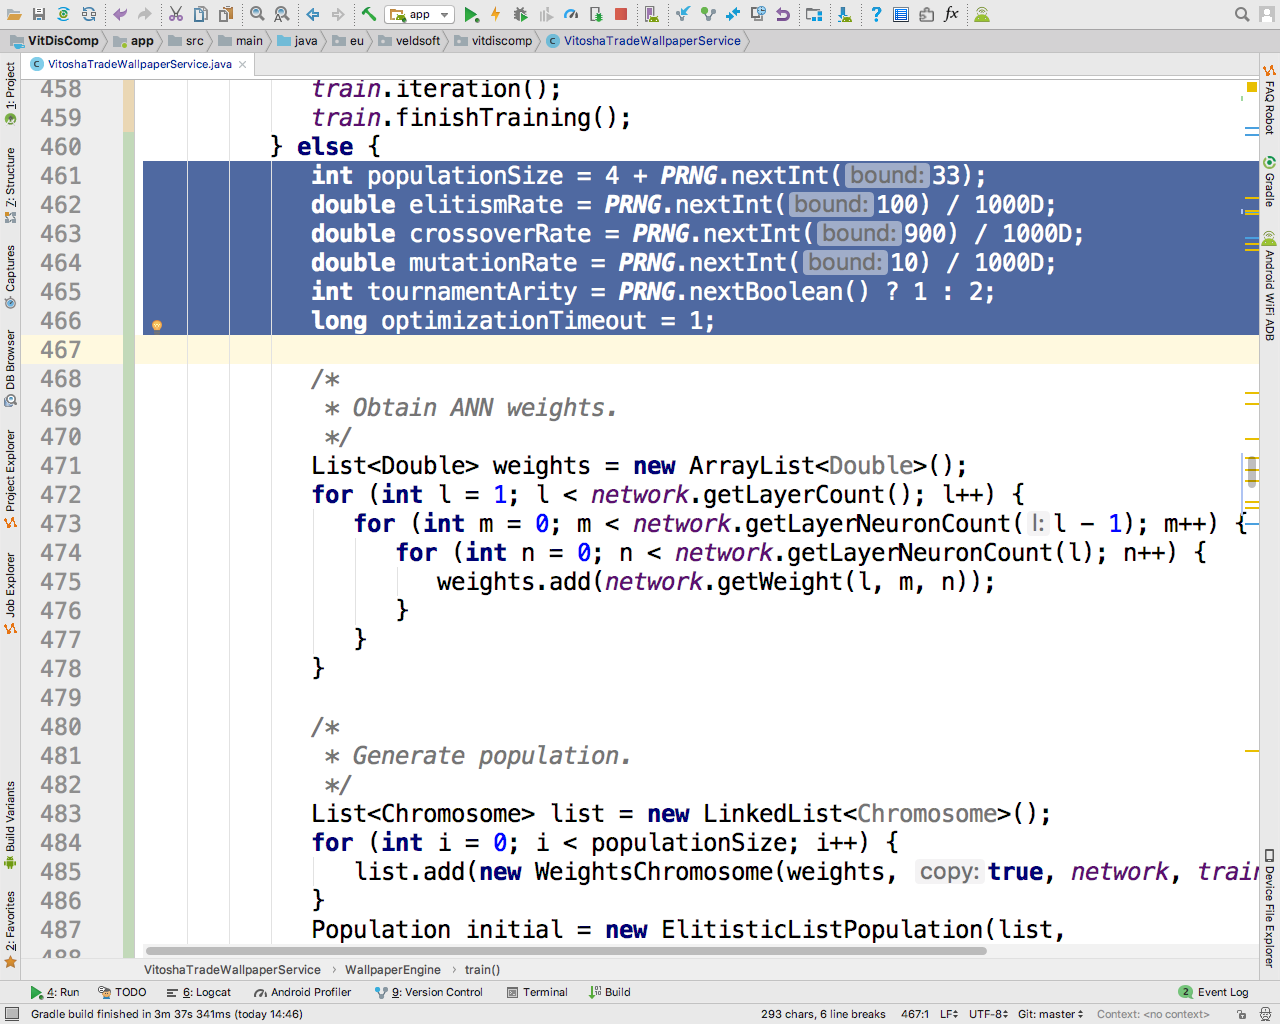 app
VitDisComp app src main java eu veldsoft vitdiscomp VitoshaTradeWallpaperService
VitoshaTradeWallpaperService.java
458 train.iteration();
459 train.finishTraining();
460 } else {
461 int populationSize = 4 + PRNG.nextInt( bound: 33);
462 double elitismRate = PRNG.nextInt( bound: 100) / 1000D;
463 double crossoverRate = PRNG.nextInt( bound: 900) / 1000D;
464 double mutationRate = PRNG.nextInt( bound: 10) / 1000D;
465 int tournamentArity = PRNG.nextBoolean() ? 1 : 2;
466 long optimizationTimeout = 1;
467
468 /*
469 * Obtain ANN weights.
470 */
471 List<Double> weights = new ArrayList<Double>();
472 for (int l = 1; l < network.getLayerCount(); l++) {
473 for (int m = 0; m < network.getLayerNeuronCount( l: l - 1); m++) {
474 for (int n = 0; n < network.getLayerNeuronCount(l); n++) {
475 weights.add(network.getWeight(l, m, n));
476 }
477 }
478 }
479
480 /*
481 * Generate population.
482 */
483 List<Chromosome> list = new LinkedList<Chromosome>();
484 for (int i = 0; i < populationSize; i++) {
485 list.add(new WeightsChromosome(weights, copy: true, network, train
486 }
487 Population initial = new ElitisticListPopulation(list,
488
1: Project
7: Structure
Captures
DB Browser
Project Explorer
Job Explorer
Build Variants
2: Favorites
FAQ Robot
Gradle
Android WiFi ADB
Device File Explorer
VitoshaTradeWallpaperService › WallpaperEngine › train()
4: Run TODO 6: Logcat Android Profiler 9: Version Control Terminal Build 2 Event Log
Gradle build finished in 3m 37s 341ms (today 14:46) 293 chars, 6 line breaks 467:1 LF UTF-8 Git: master Context: <no context>